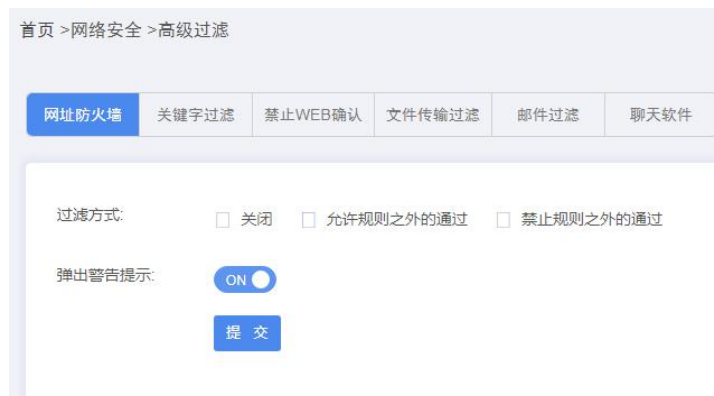 首页 >网络安全 >高级过滤
网址防火墙 关键字过滤 禁止WEB确认 文件传输过滤 邮件过滤 聊天软件
过滤方式: 关闭 允许规则之外的通过 禁止规则之外的通过
弹出警告提示: ON
提 交